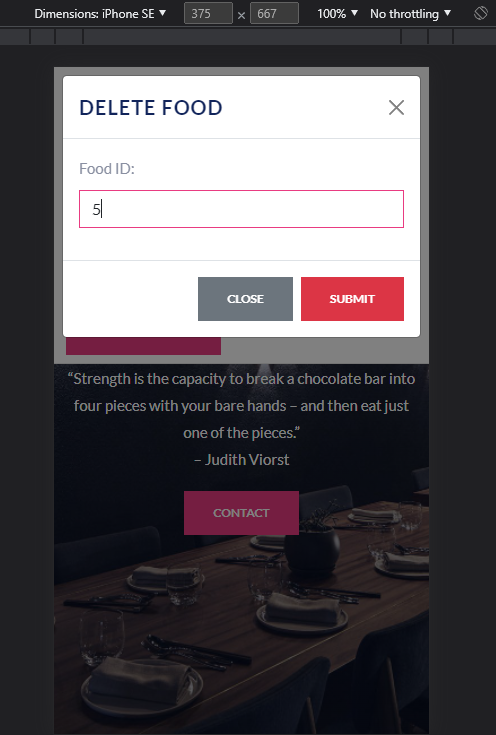 Dimensions: iPhone SE ▼ 375 × 667 100% ▼ No throttling ▼
DELETE FOOD
Food ID:
5
CLOSE SUBMIT
“Strength is the capacity to break a chocolate bar into
four pieces with your bare hands – and then eat just
one of the pieces.”
– Judith Viorst
CONTACT